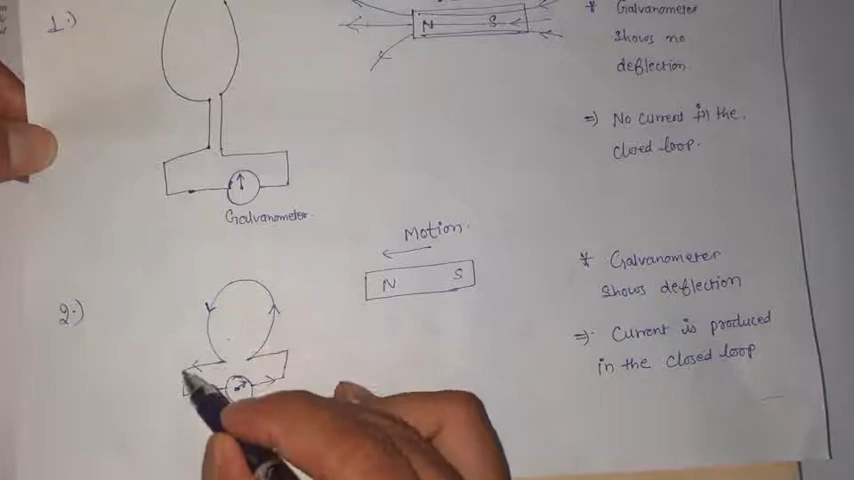 1.)
N S
* Galvanometer
shows no
deflection
=) No current in the
closed loop.
Galvanometer.
Motion.
2.)
N S
* Galvanometer
shows deflection
=) Current is produced
in the closed loop